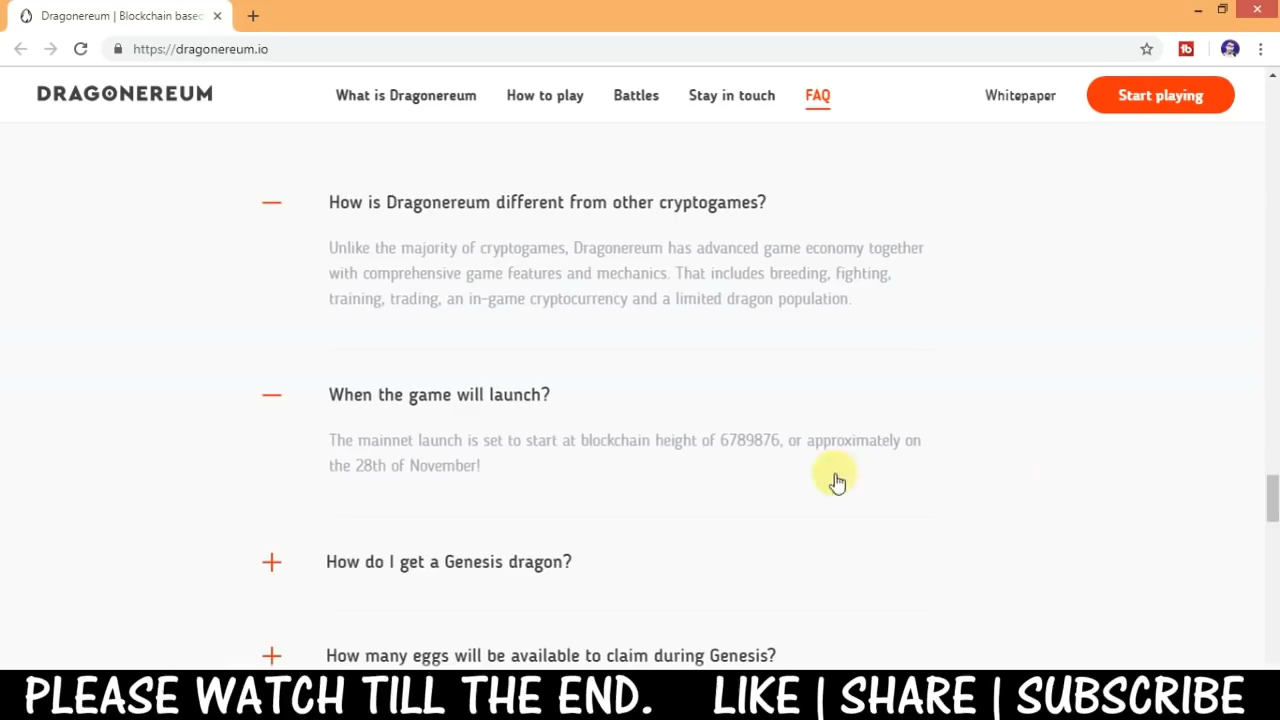 Dragonereum | Blockchain based
https://dragonereum.io
DRAGONEREUM
What is Dragonereum How to play Battles Stay in touch FAQ Whitepaper Start playing
How is Dragonereum different from other cryptogames?
Unlike the majority of cryptogames, Dragonereum has advanced game economy together
with comprehensive game features and mechanics. That includes breeding, fighting,
training, trading, an in-game cryptocurrency and a limited dragon population.
When the game will launch?
The mainnet launch is set to start at blockchain height of 6789876, or approximately on
the 28th of November!
How do I get a Genesis dragon?
How many eggs will be available to claim during Genesis?
PLEASE WATCH TILL THE END. LIKE | SHARE | SUBSCRIBE